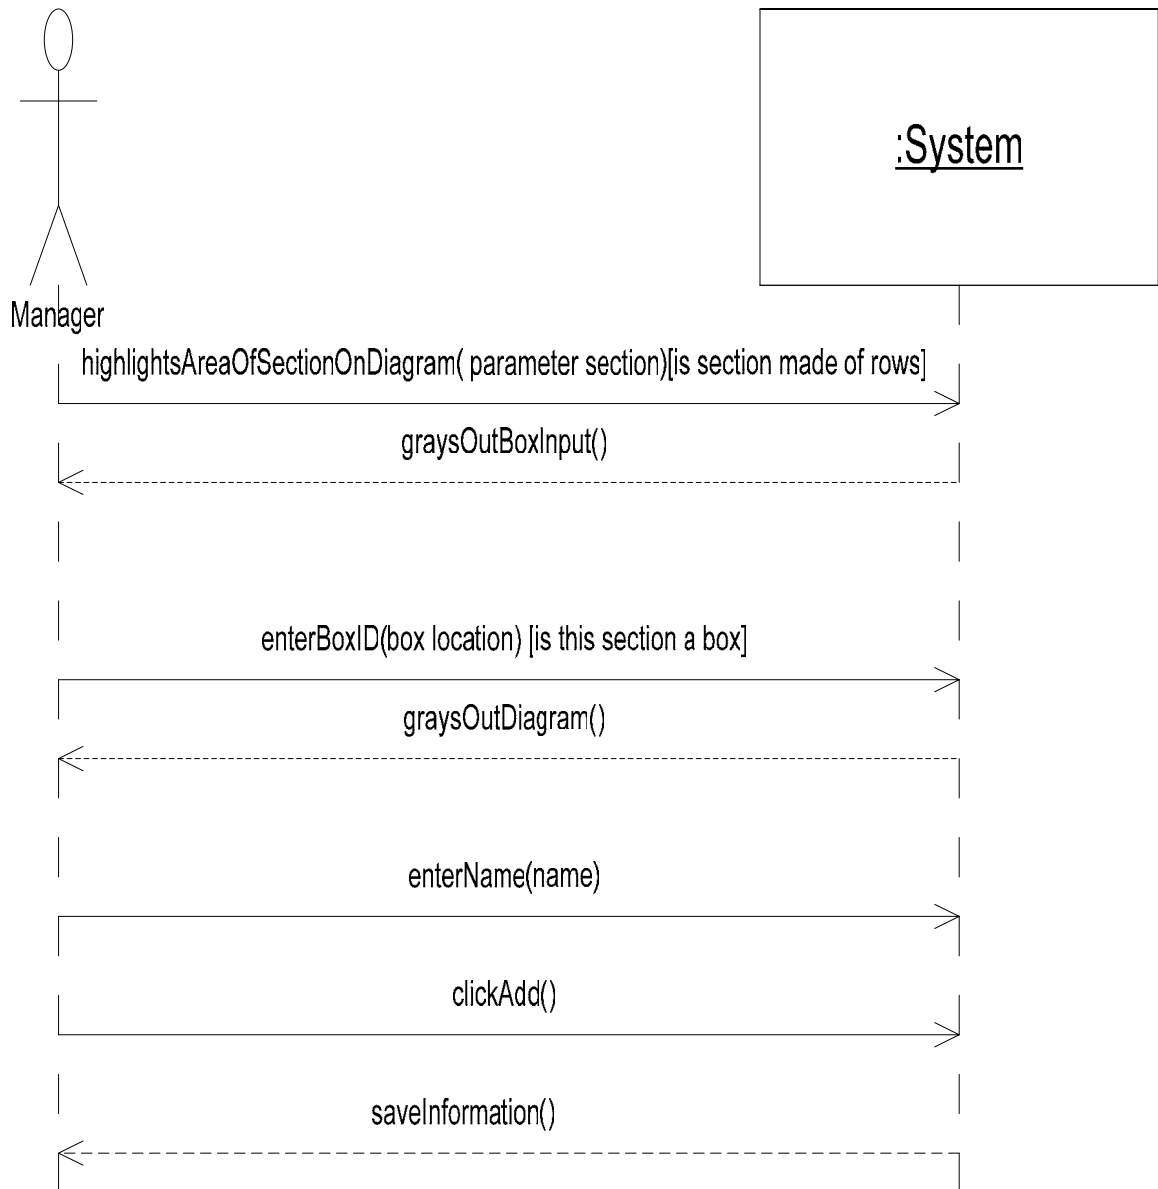 :System
Manager
highlightsAreaOfSectionOnDiagram( parameter section)[is section made of rows]
graysOutBoxInput()
enterBoxID(box location) [is this section a box]
graysOutDiagram()
enterName(name)
clickAdd()
saveInformation()